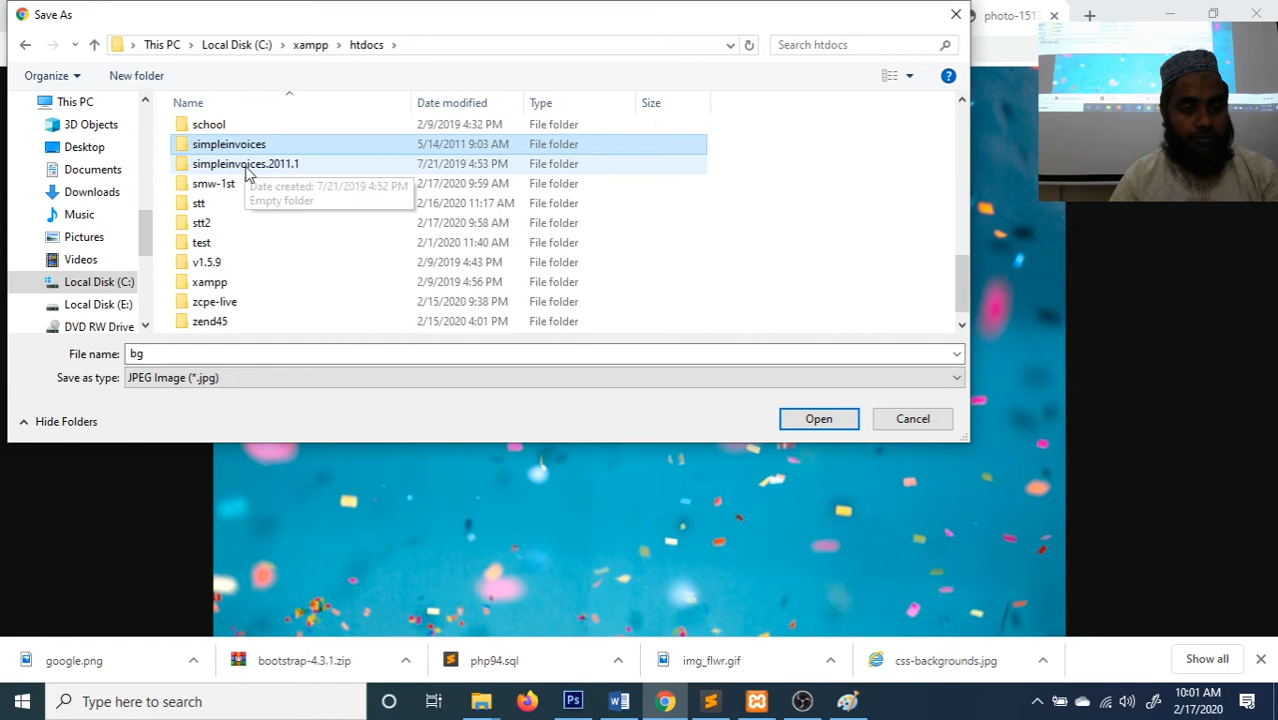 Save As
photo-1513
This PC
Local Disk (C:)
xampp
htdocs
Search htdocs
Organize
New folder
Name
Date modified
Type
Size
This PC
3D Objects
Desktop
Documents
Downloads
Music
Pictures
Videos
Local Disk (C:)
Local Disk (E:)
DVD RW Drive
school 2/9/2019 4:32 PM File folder
simpleinvoices 5/14/2011 9:03 AM File folder
simpleinvoices.2011.1 7/21/2019 4:53 PM File folder
smw-1st 2/17/2020 9:59 AM File folder
Date created: 7/21/2019 4:52 PM
Empty folder
stt 2/16/2020 11:17 AM File folder
stt2 2/17/2020 9:58 AM File folder
test 2/1/2020 11:40 AM File folder
v1.5.9 2/9/2019 4:43 PM File folder
xampp 2/9/2019 4:56 PM File folder
zcpe-live 2/15/2020 9:38 PM File folder
zend45 2/15/2020 4:01 PM File folder
File name: bg
Save as type: JPEG Image (*.jpg)
Hide Folders
Open
Cancel
google.png
bootstrap-4.3.1.zip
php94.sql
img_flwr.gif
css-backgrounds.jpg
Show all
Type here to search
10:01 AM
2/17/2020